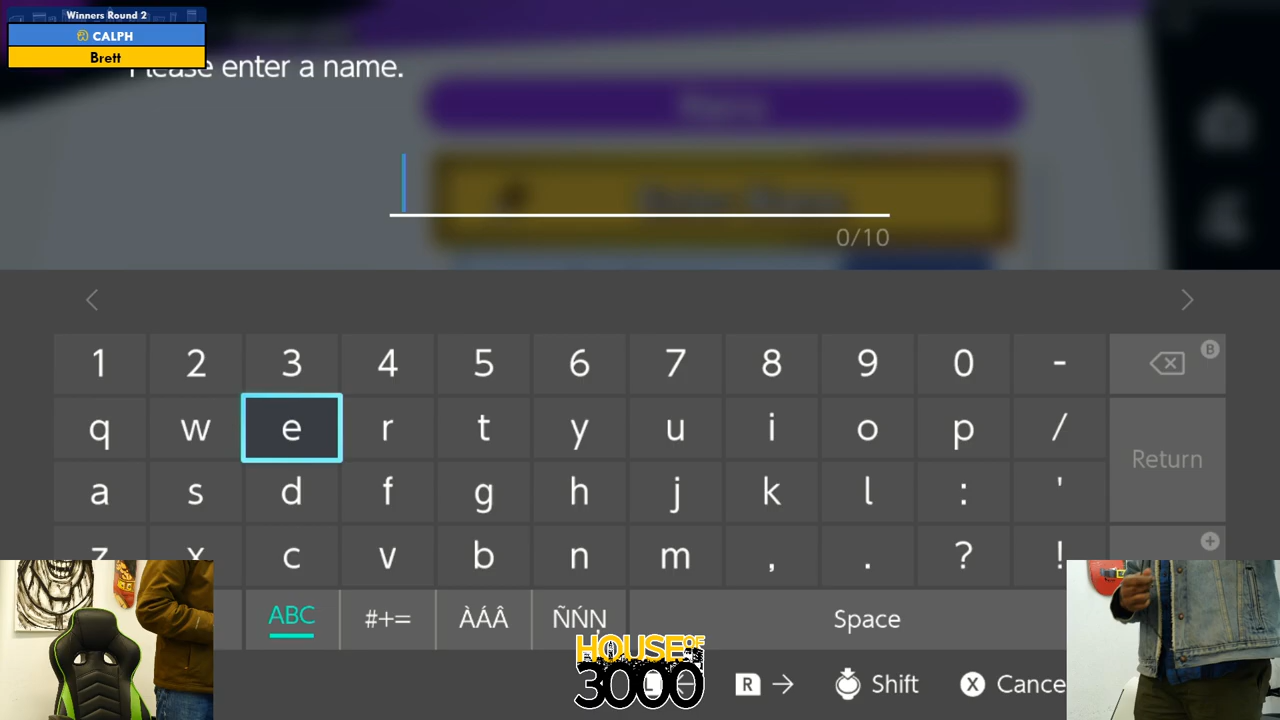 Winners Round 2
CALPH
Brett
Please enter a name.
0/10
1 2 3 4 5 6 7 8 9 0 -
B
q w e r t y u i o p /
Return
a s d f g h j k l : '
z x c v b n m , . ? !
+
ABC #+= ÀÁÂ ÑŃŅ Space
HOUSE OF
3000
L
R → Shift X Cance